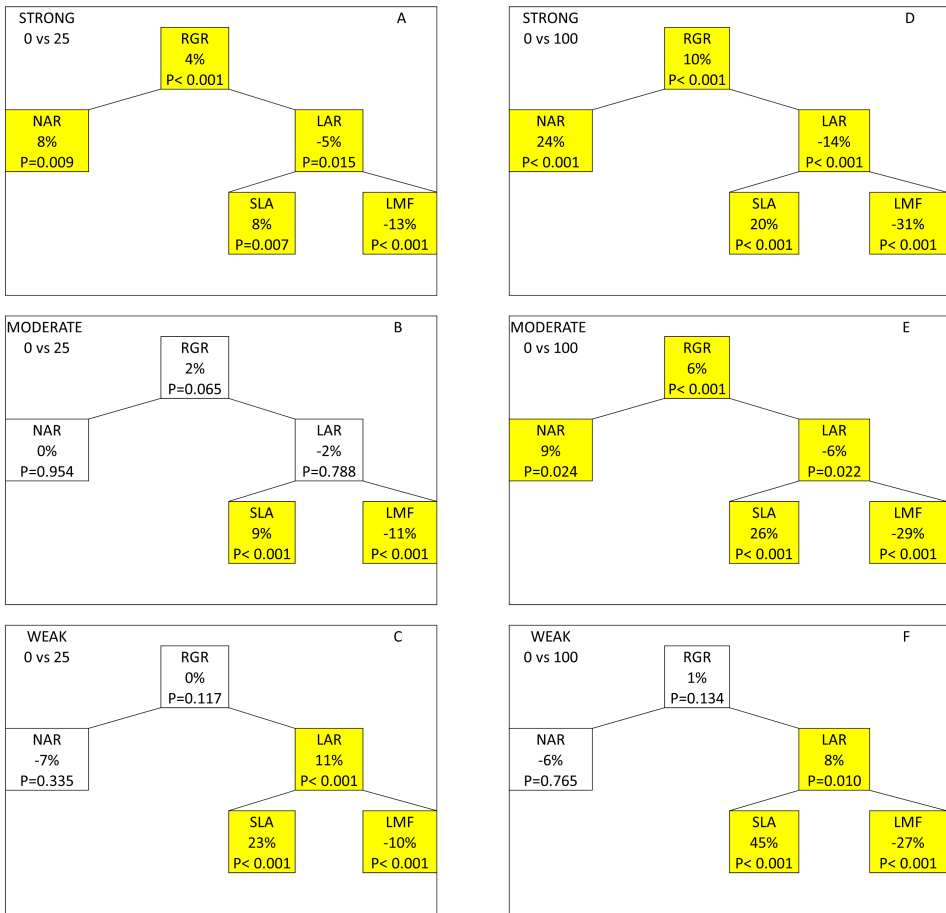 STRONG
0 vs 25
A
RGR
4%
P< 0.001
NAR
8%
P=0.009
LAR
-5%
P=0.015
SLA
8%
P=0.007
LMF
-13%
P< 0.001
STRONG
0 vs 100
D
RGR
10%
P< 0.001
NAR
24%
P< 0.001
LAR
-14%
P< 0.001
SLA
20%
P< 0.001
LMF
-31%
P< 0.001
MODERATE
0 vs 25
B
RGR
2%
P=0.065
NAR
0%
P=0.954
LAR
-2%
P=0.788
SLA
9%
P< 0.001
LMF
-11%
P< 0.001
MODERATE
0 vs 100
E
RGR
6%
P< 0.001
NAR
9%
P=0.024
LAR
-6%
P=0.022
SLA
26%
P< 0.001
LMF
-29%
P< 0.001
WEAK
0 vs 25
C
RGR
0%
P=0.117
NAR
-7%
P=0.335
LAR
11%
P< 0.001
SLA
23%
P< 0.001
LMF
-10%
P< 0.001
WEAK
0 vs 100
F
RGR
1%
P=0.134
NAR
-6%
P=0.765
LAR
8%
P=0.010
SLA
45%
P< 0.001
LMF
-27%
P< 0.001